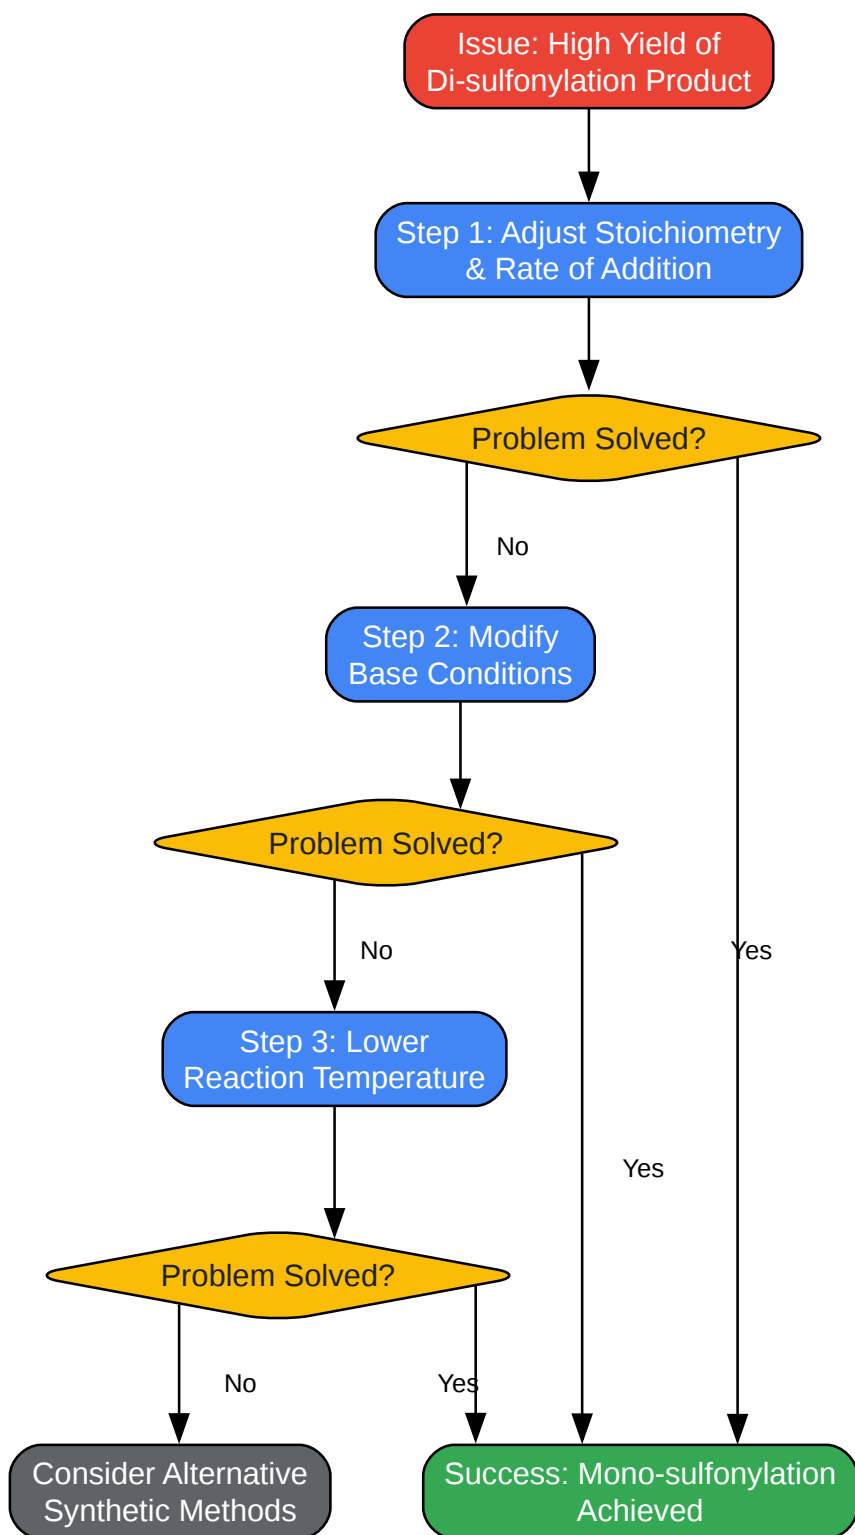 Issue: High Yield of
Di-sulfonylation Product
Step 1: Adjust Stoichiometry
& Rate of Addition
Problem Solved?
No
Step 2: Modify
Base Conditions
Problem Solved?
No
Yes
Step 3: Lower
Reaction Temperature
Yes
Problem Solved?
No
Yes
Consider Alternative
Synthetic Methods
Success: Mono-sulfonylation
Achieved